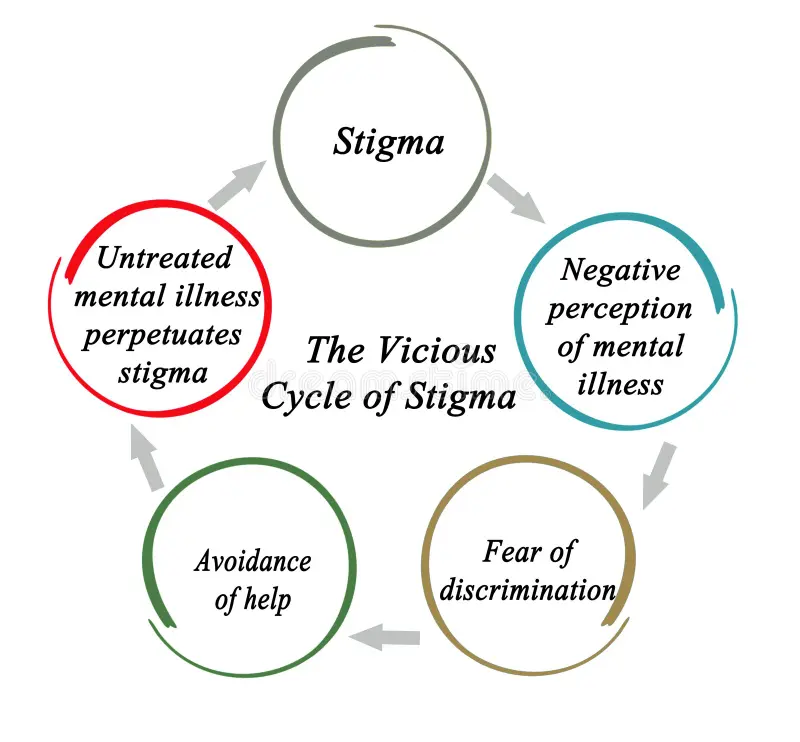 Stigma
Negative
perception
of mental
illness
Fear of
discrimination
Avoidance
of help
Untreated
mental illness
perpetuates
stigma
The Vicious
Cycle of Stigma